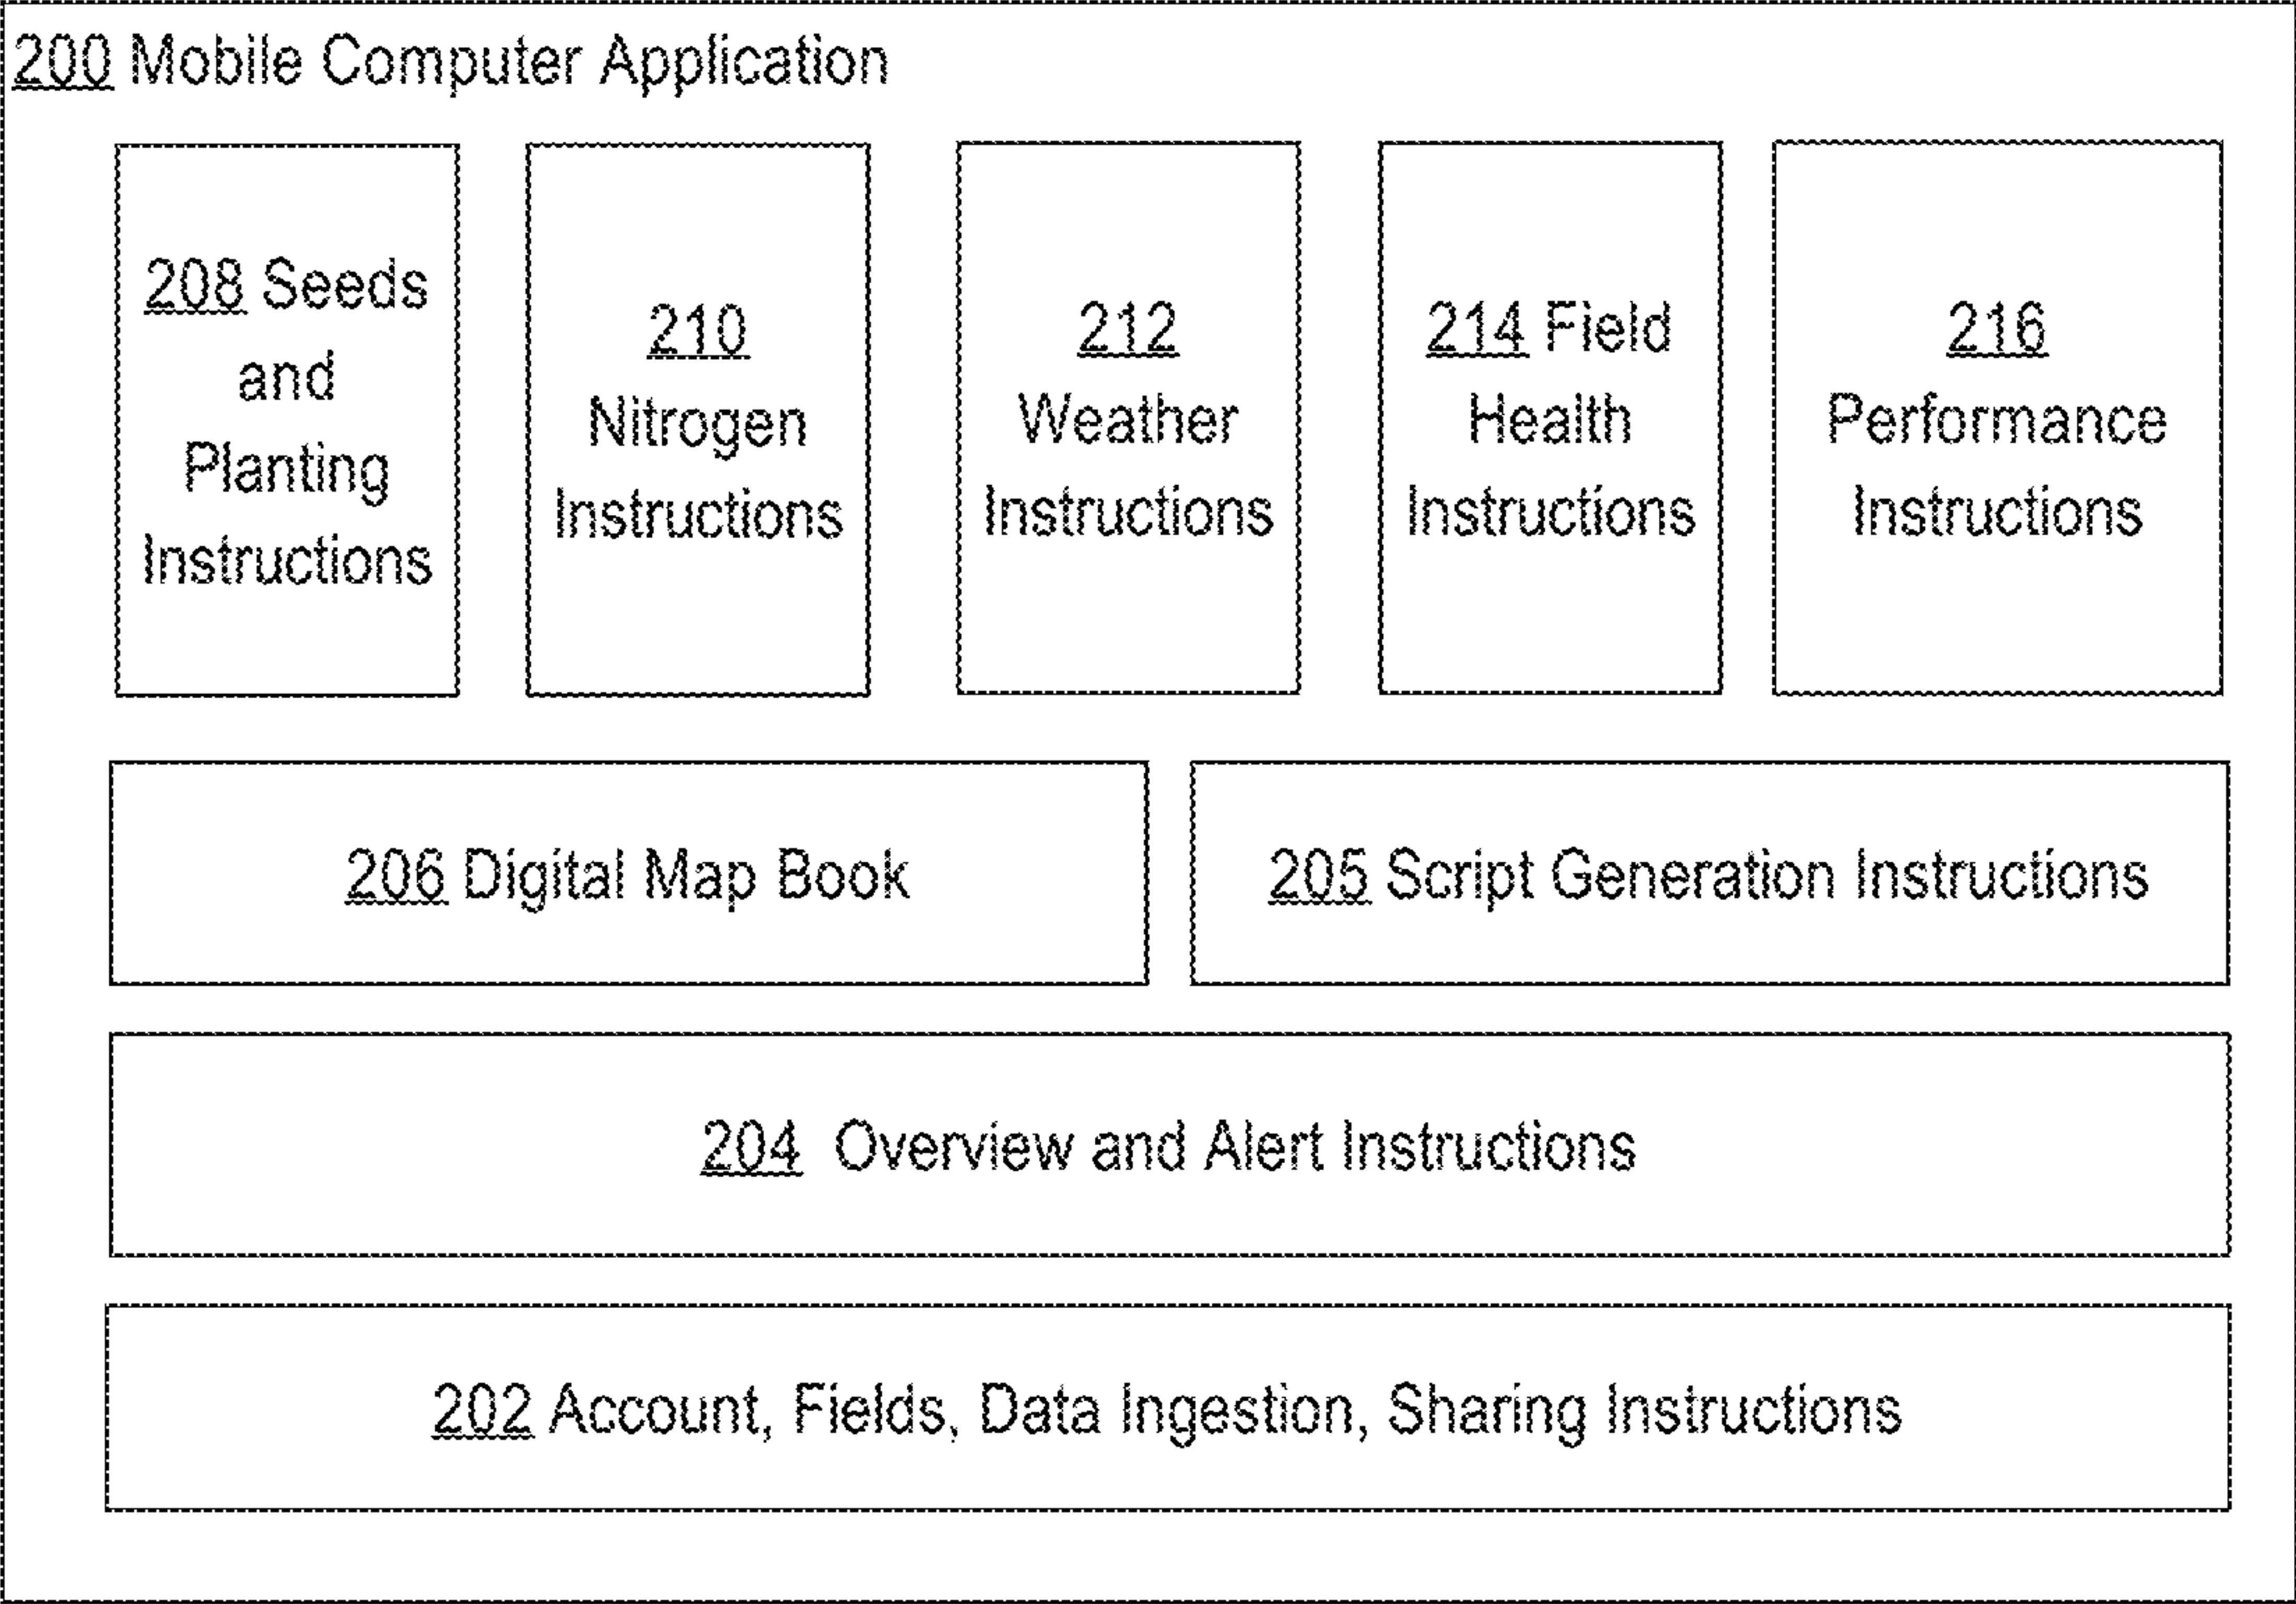 200 Mobile Computer Application
208 Seeds
and
Planting
Instructions
210
Nitrogen
Instructions
212
Weather
Instructions
214 Field
Health
Instructions
216
Performance
Instructions
206 Digital Map Book
205 Script Generation Instructions
204 Overview and Alert Instructions
202 Account, Fields, Data Ingestion, Sharing Instructions